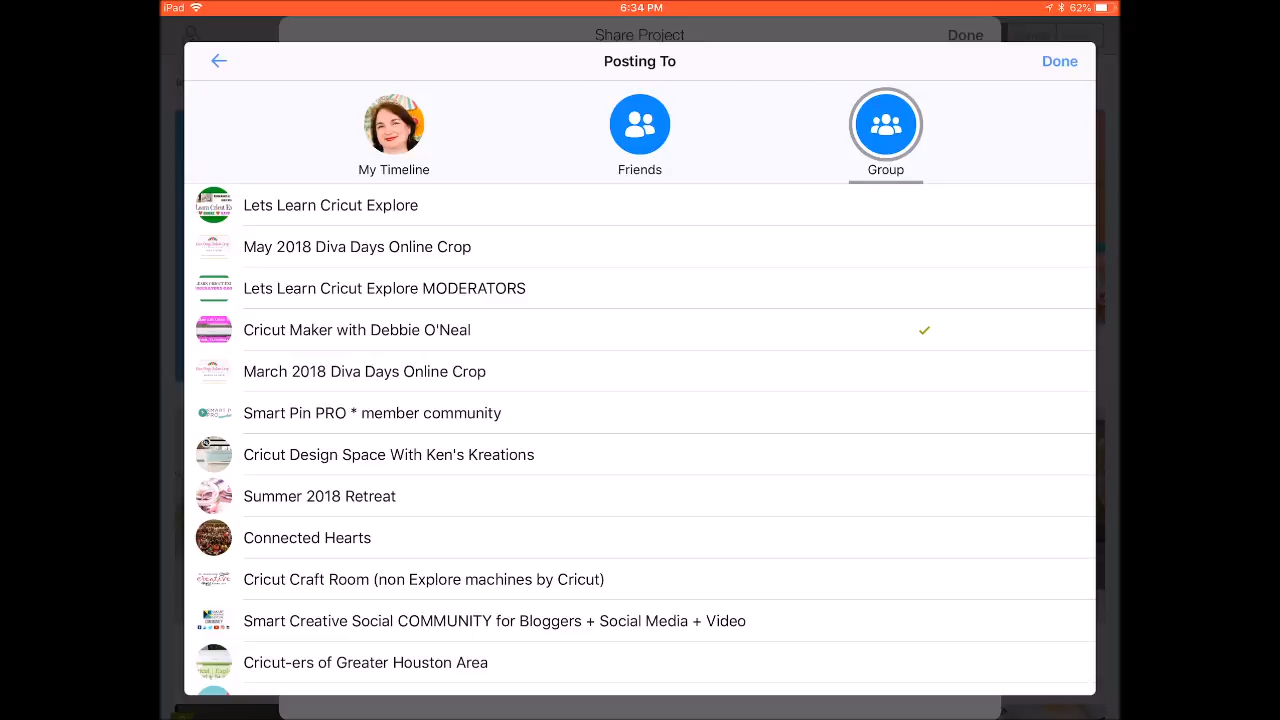 iPad 6:34 PM 62%
Share Project Done
Posting To Done
My Timeline Friends Group
Lets Learn Cricut Explore
May 2018 Diva Days Online Crop
Lets Learn Cricut Explore MODERATORS
Cricut Maker with Debbie O'Neal
March 2018 Diva Days Online Crop
Smart Pin PRO * member community
Cricut Design Space With Ken's Kreations
Summer 2018 Retreat
Connected Hearts
Cricut Craft Room (non Explore machines by Cricut)
Smart Creative Social COMMUNITY for Bloggers + Social Media + Video
Cricut-ers of Greater Houston Area